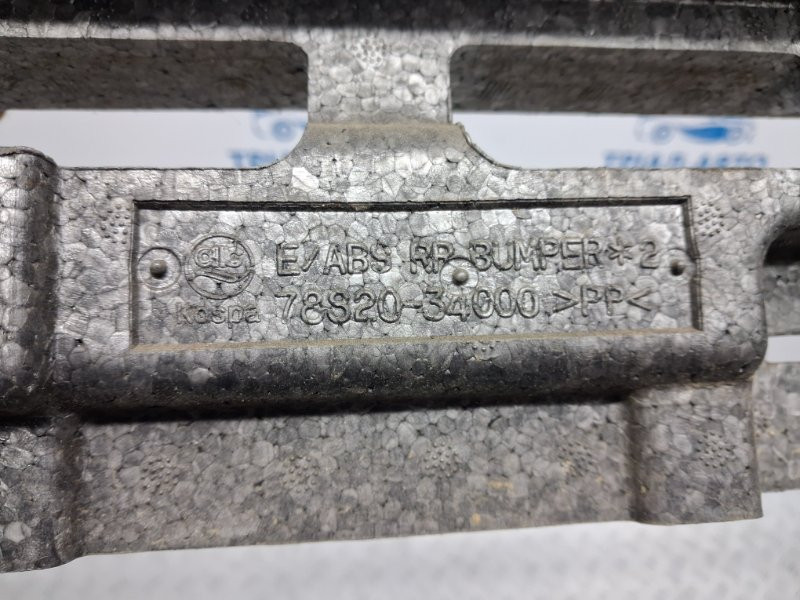 E/ABS RR BUMPER*2
Kospa 78S20-34000 >PP<